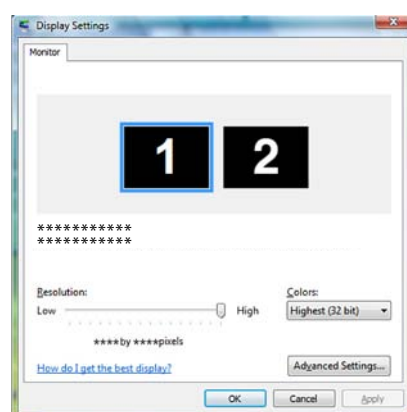 Display Settings
Monitor
1 2
***********
***********
Resolution:
Low High
****by ****pixels
Colors:
Highest (32 bit)
How do I get the best display?
Advanced Settings...
OK Cancel Apply